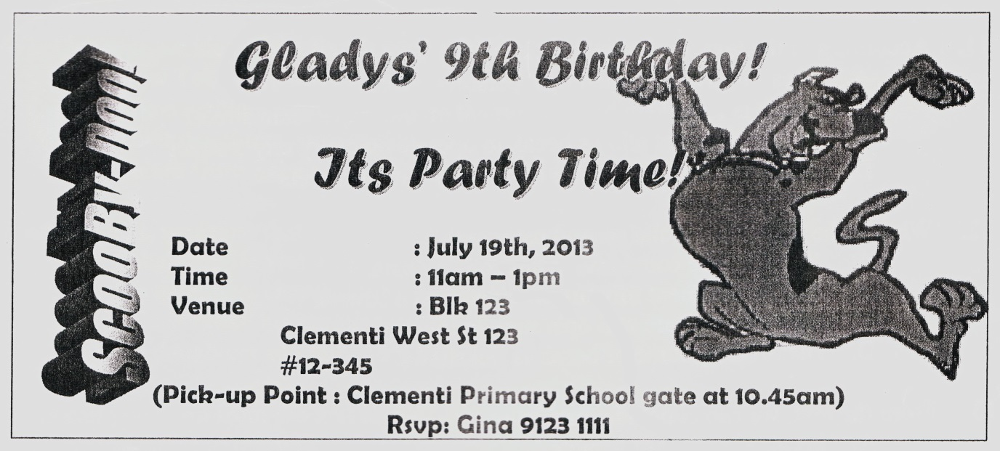 Gladys' 9th Birthday!
Its Party Time!
SCOOBY-DOO!
Date : July 19th, 2013
Time : 11am – 1pm
Venue : Blk 123
Clementi West St 123
#12-345
(Pick-up Point : Clementi Primary School gate at 10.45am)
Rsvp: Gina 9123 1111